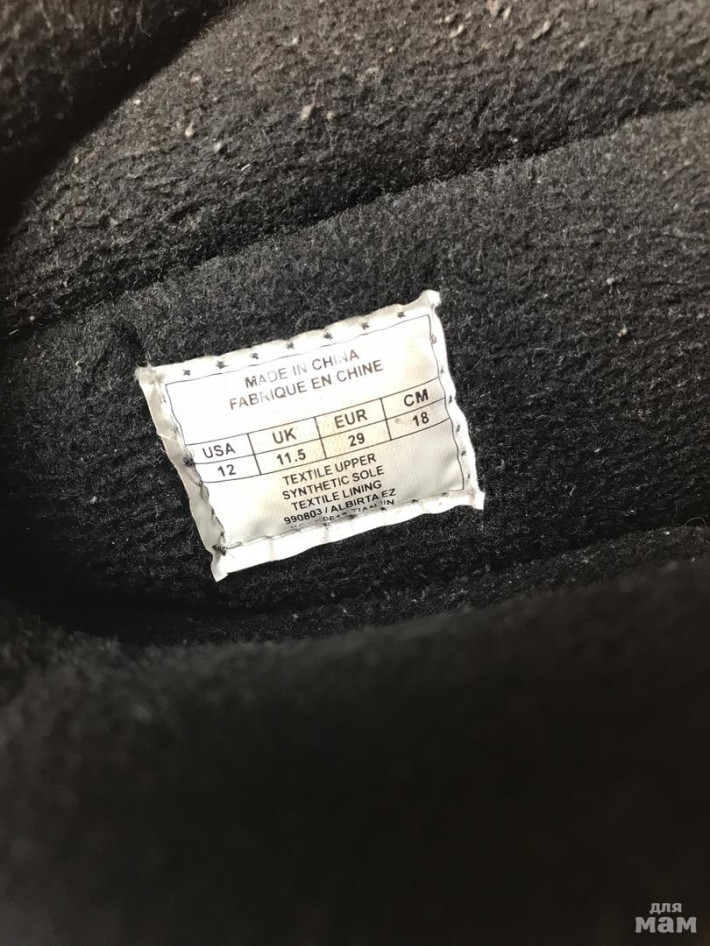 MADE IN CHINA
FABRIQUE EN CHINE
USA UK EUR CM
12 11.5 29 18
TEXTILE UPPER
SYNTHETIC SOLE
TEXTILE LINING
990803 / ALBIRTA EZ
TIANJIN
для
мам